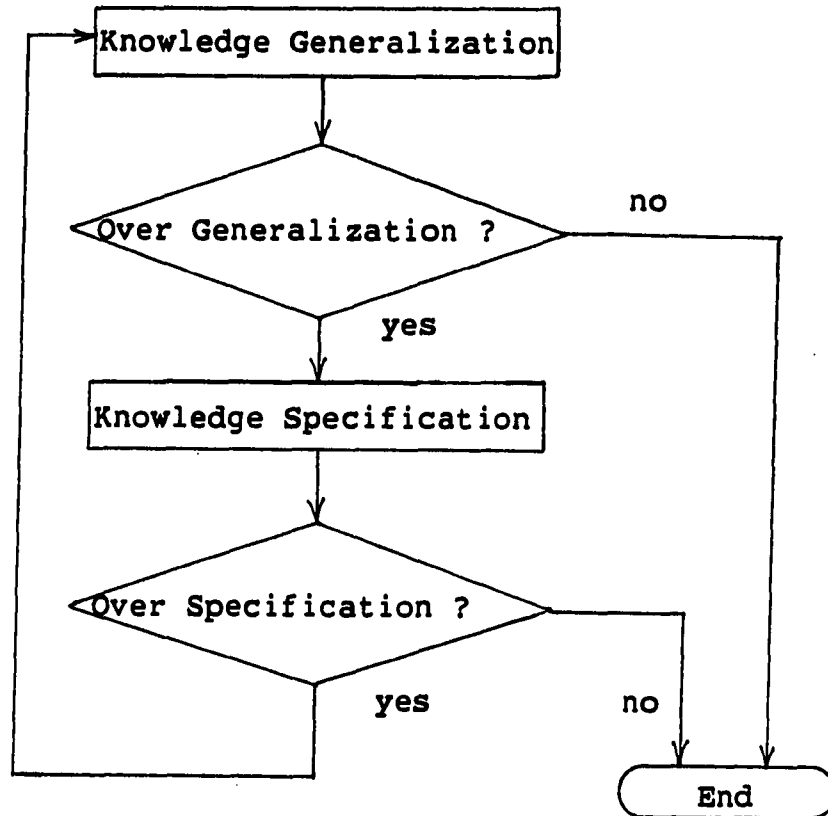 Knowledge Generalization
no
Over Generalization ?
yes
Knowledge Specification
Over Specification ?
yes
no
End